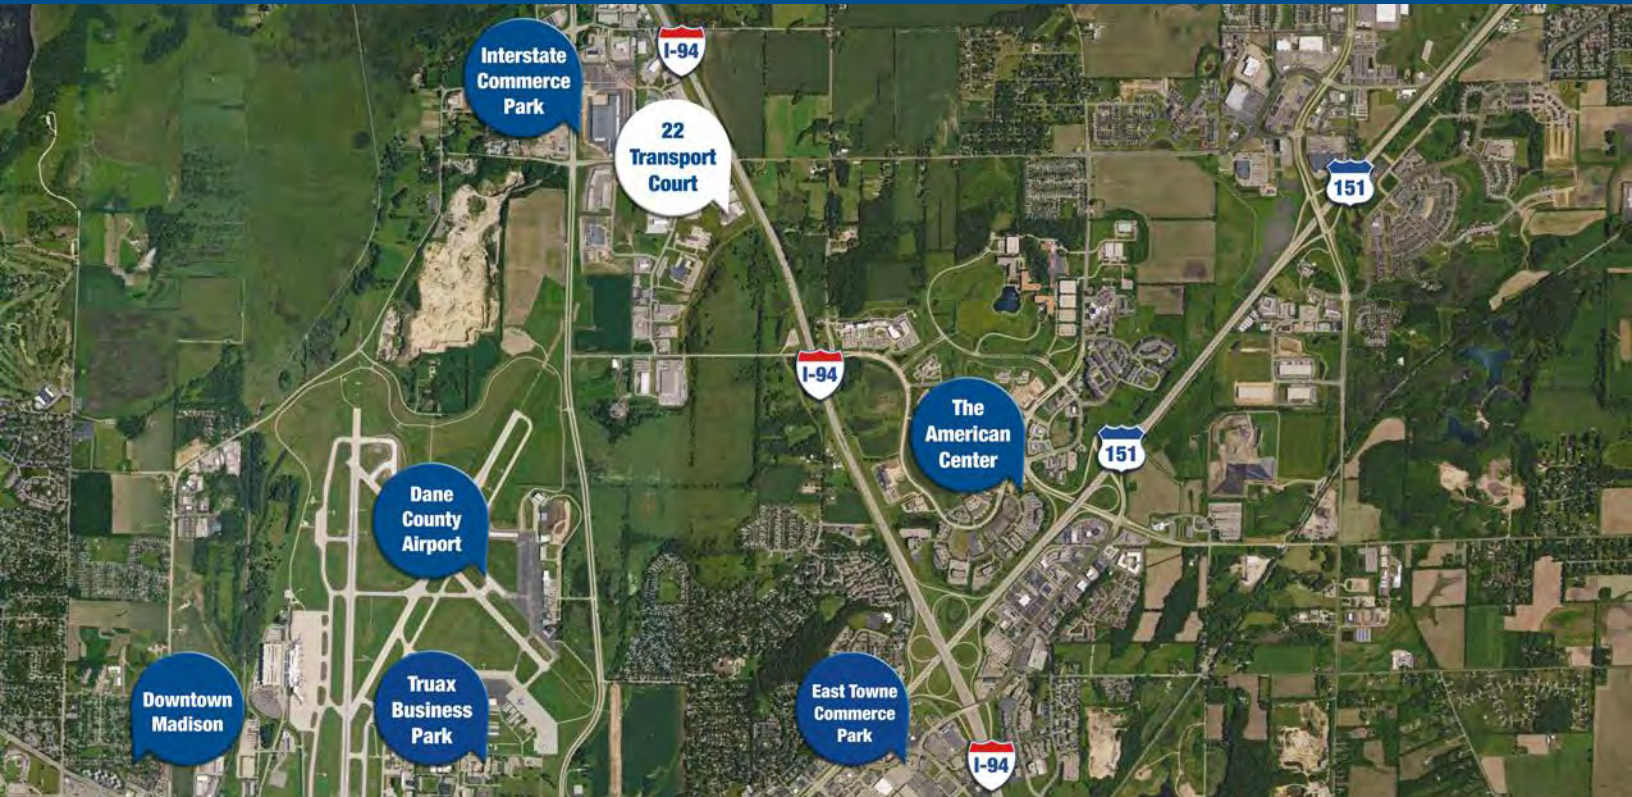 Interstate
Commerce
Park
I-94
22
Transport
Court
151
I-94
The
American
Center
151
Dane
County
Airport
Downtown
Madison
Truax
Business
Park
East Towne
Commerce
Park
I-94